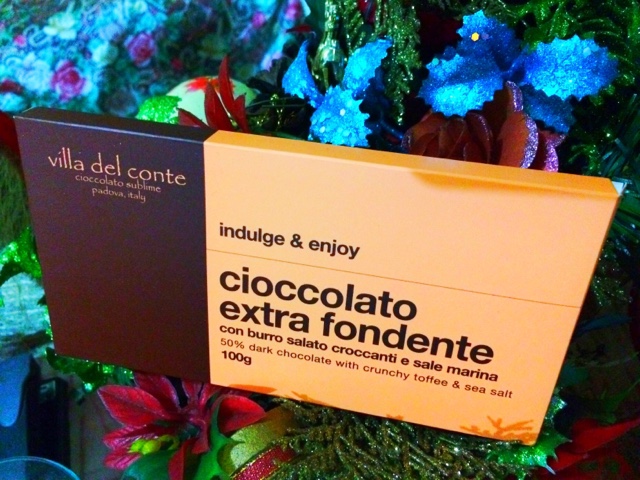 villa del conte
cioccolato sublime
padova, italy
indulge & enjoy
cioccolato
extra fondente
con burro salato croccanti e sale marina
50% dark chocolate with crunchy toffee & sea salt
100g